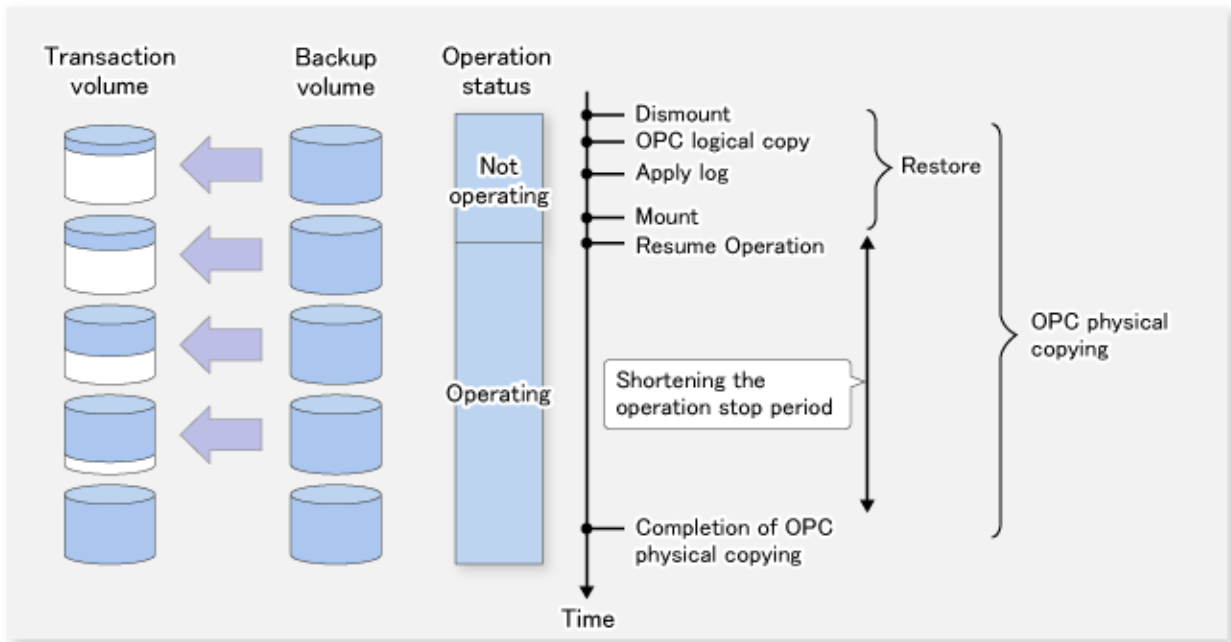 Transaction
volume
Backup
volume
Operation
status
Not
operating
Operating
Dismount
OPC logical copy
Apply log
Mount
Resume Operation
Restore
Shortening the
operation stop period
OPC physical
copying
Completion of OPC
physical copying
Time